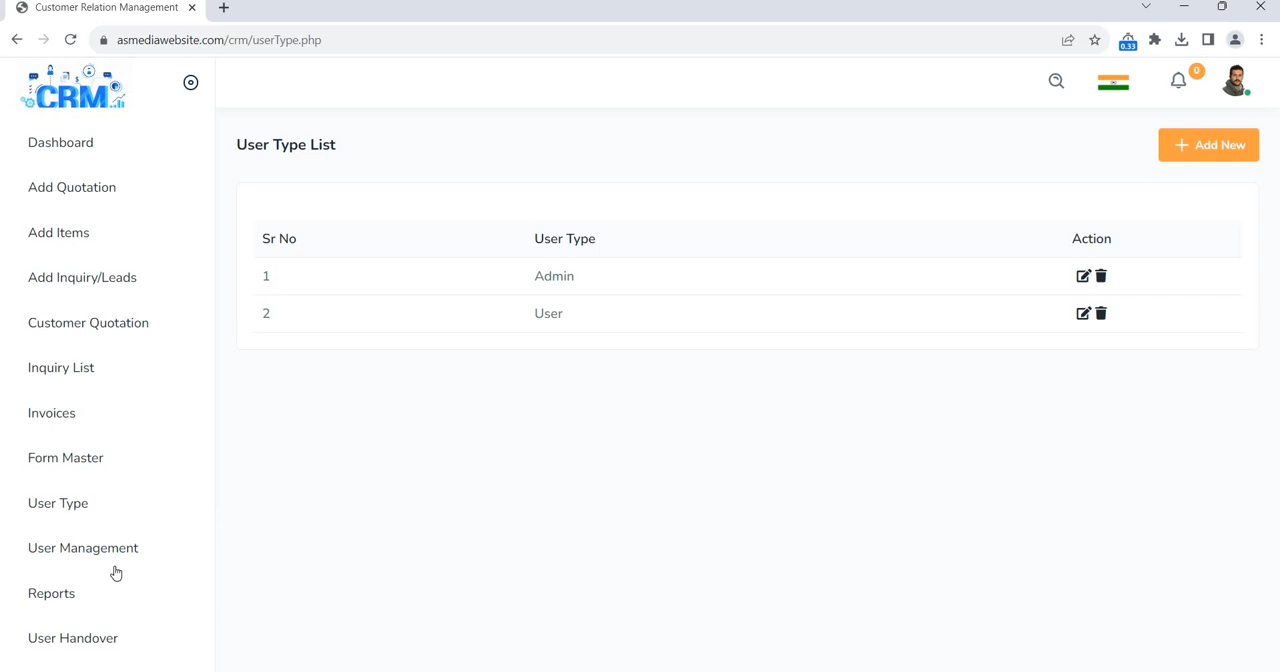 Customer Relation Management
asmediawebsite.com/crm/userType.php
0.33
CRM
0
Dashboard
Add Quotation
Add Items
Add Inquiry/Leads
Customer Quotation
Inquiry List
Invoices
Form Master
User Type
User Management
Reports
User Handover
User Type List
Add New
Sr No User Type Action
1 Admin
2 User